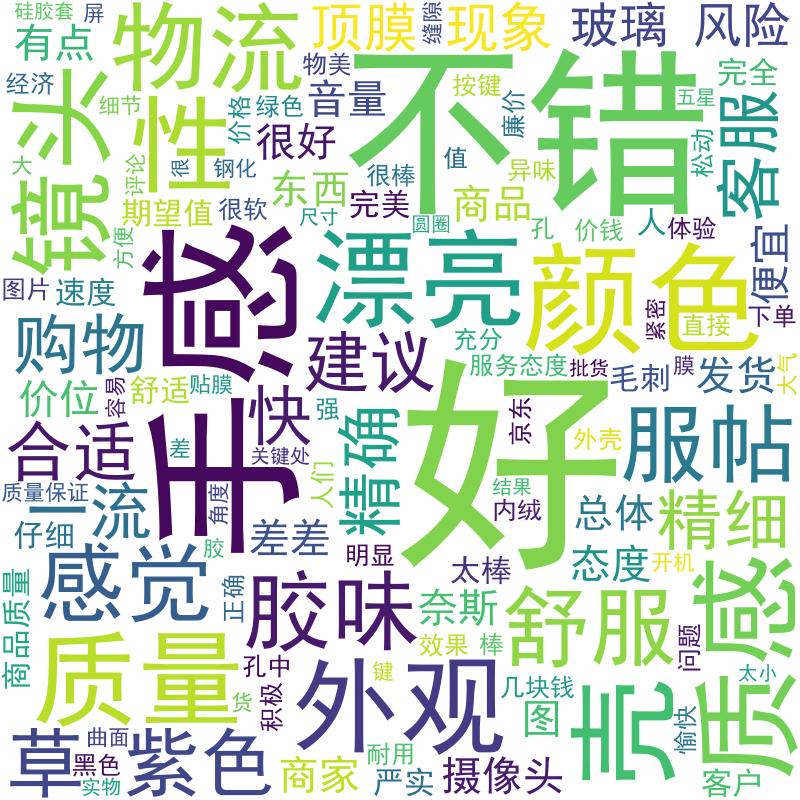 硅胶套
屏
有点
物流
顶膜
缝隙
现象
玻璃
风险
经济
细节
镜头
性
价格
绿色
物美
音量
很好
不错
按键
廉价
五星
完全
松动
客服
大
评论
很
钢化
东西
很棒
值
异味
方便
期望值
很软
尺寸
完美
圆圈
商品
孔
价钱
人
体验
便宜
图片
速度
手感
漂亮
颜色
紧密
直接
下单
购物
建议
充分
服务态度
批货
毛刺
膜
发货
大气
价位
容易
舒适
贴膜
快
强
好
京东
外壳
服帖
合适
差
关键处
精确
质量保证
一流
角度
人们
结果
内绒
总体
精细
仔细
胶
差差
明显
太棒
态度
开机
商品质量
感觉
正确
胶味
奈斯
舒服
质感
质量
孔中
效果
棒
问题
积极
键
外观
几块钱
太小
货
图
壳
愉快
草
曲面
紫色
黑色
实物
商家
耐用
严实
摄像头
客户